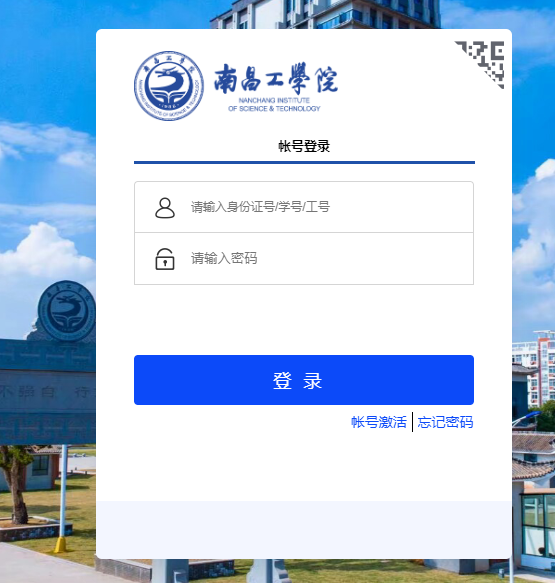 南昌工學院
NANCHANG INSTITUTE
OF SCIENCE & TECHNOLOGY
帐号登录
请输入身份证号/学号/工号
请输入密码
登 录
帐号激活 忘记密码